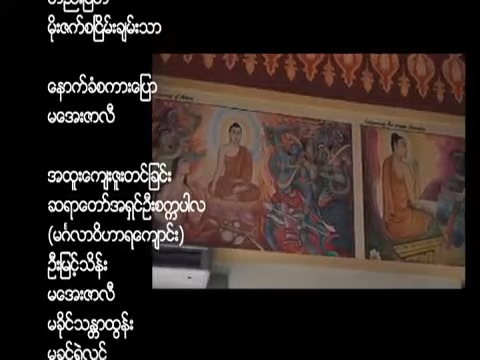 မိုးဇက်စငြိမ်းချမ်းသာ
နောက်ခံစကားပြော
မအေးဇာလီ
အထူးကျေးဇူးတင်ခြင်း
ဆရာတော်အရှင်ဦးစက္ကပါလ
(မင်္ဂလာဝိဟာရကျောင်း)
ဦးမြင့်သိန်း
မအေးဇာလီ
မခိုင်သန္တာထွန်း